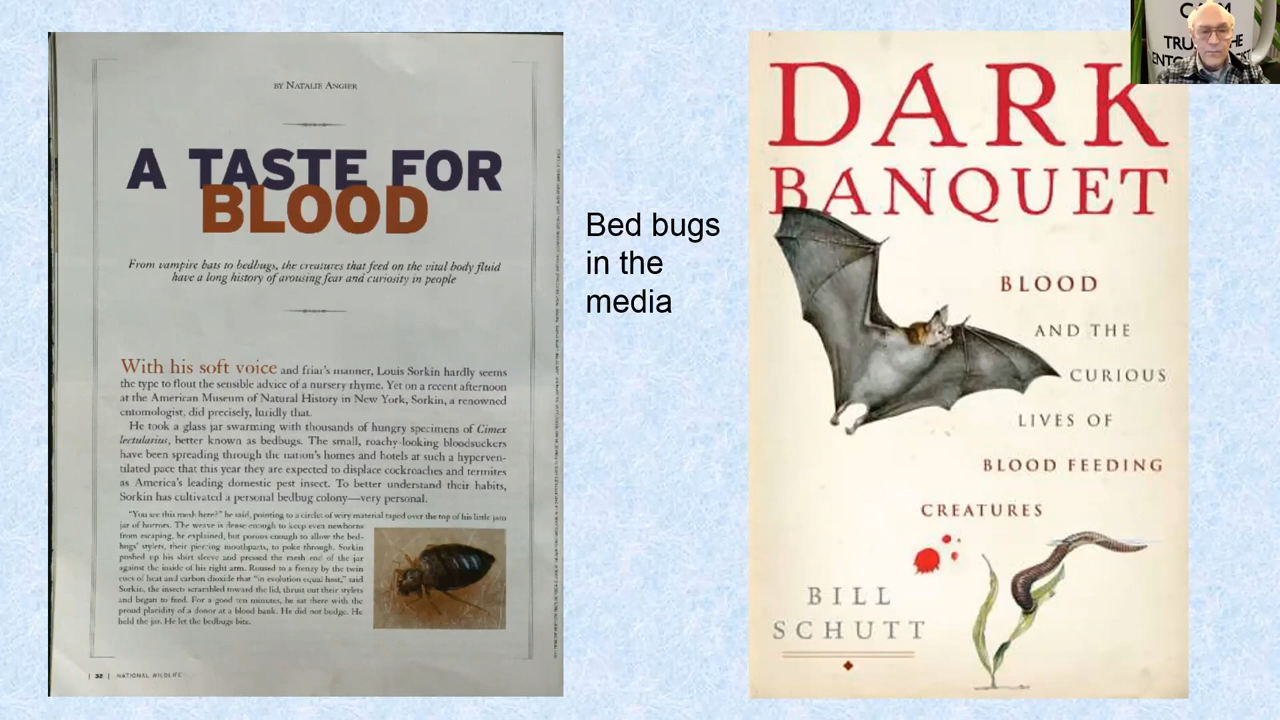 BY NATALIE ANGIER
A TASTE FOR
BLOOD
From vampire bats to bedbugs, the creatures that feed on the vital body fluid
have a long history of arousing fear and curiosity in people
With his soft voice and friar's manner, Louis Sorkin hardly seems
the type to flout the sensible advice of a nursery rhyme. Yet on a recent afternoon
at the American Museum of Natural History in New York, Sorkin, a renowned
entomologist, did precisely, luridly that.
He took a glass jar swarming with thousands of hungry specimens of Cimex
lectularius, better known as bedbugs. The small, roachy-looking bloodsuckers
have been spreading through the nation's homes and hotels at such a hyperven-
tilated pace that this year they are expected to displace cockroaches and termites
as America's leading domestic pest insect. To better understand their habits,
Sorkin has cultivated a personal bedbug colony—very personal.
"You see this mesh here?" he said, pointing to a circlet of wiry material taped over the top of his little jam
jar of horrors. The weave is dense enough to keep even newborns
from escaping, he explained, but porous enough to allow the bed-
bugs' stylets, their piercing mouthparts, to poke through. Sorkin
pushed up his shirt sleeve and pressed the mesh end of the jar
against the inside of his right arm. Roused to a frenzy by the twin
cues of heat and carbon dioxide that "in evolution equal host," said
Sorkin, the insects scrambled toward the lid, thrust out their stylets
and began to feed. For a good ten minutes, he sat there with the
proud placidity of a donor at a blood bank. He did not budge. He
held the jar. He let the bedbugs bite.
| 32 | NATIONAL WILDLIFE
Bed bugs
in the
media
DARK
BANQUET
BLOOD
AND THE
CURIOUS
LIVES OF
BLOOD FEEDING
CREATURES
BILL
SCHUTT